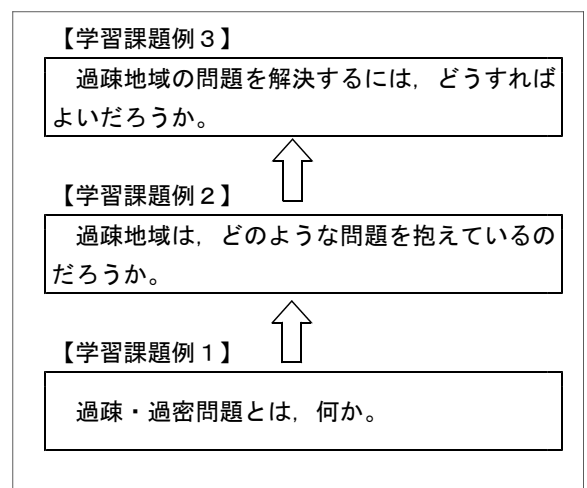 【学習課題例３】
過疎地域の問題を解決するには，どうすれば
よいだろうか。
【学習課題例２】
過疎地域は，どのような問題を抱えているの
だろうか。
【学習課題例１】
過疎・過密問題とは，何か。